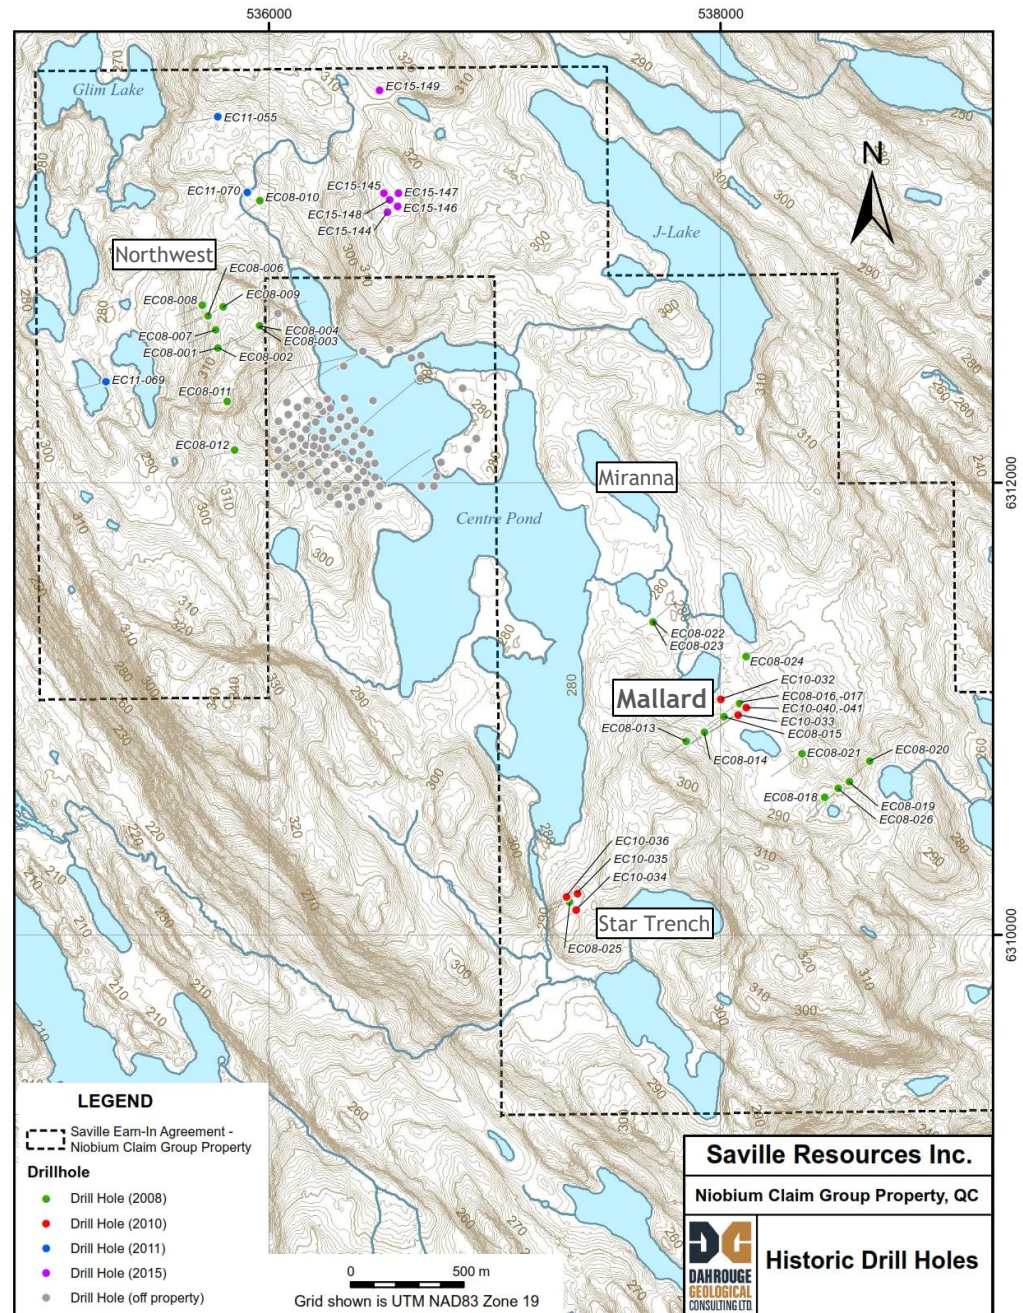 536000
538000
Glim Lake
EC15-149
EC11-055
EC11-070
EC08-010
EC15-145
EC15-147
EC15-148
EC15-146
EC15-144
N
J-Lake
Northwest
EC08-006
EC08-008
EC08-009
EC08-007
EC08-004
EC08-003
EC08-001
EC08-002
EC11-069
EC08-011
EC08-012
Miranna
6312000
Centre Pond
EC08-022
EC08-023
EC08-024
EC10-032
Mallard
EC08-016,-017
EC10-040,-041
EC10-033
EC08-013
EC08-015
EC08-014
EC08-021
EC08-020
EC08-018
EC08-019
EC08-026
EC10-036
EC10-035
EC10-034
Star Trench
EC08-025
6310000
LEGEND
Saville Earn-In Agreement -
Niobium Claim Group Property
Drillhole
Drill Hole (2008)
Drill Hole (2010)
Drill Hole (2011)
Drill Hole (2015)
Drill Hole (off property)
0 500 m
Grid shown is UTM NAD83 Zone 19
Saville Resources Inc.
Niobium Claim Group Property, QC
DAHROUGE
GEOLOGICAL
CONSULTING LTD.
Historic Drill Holes